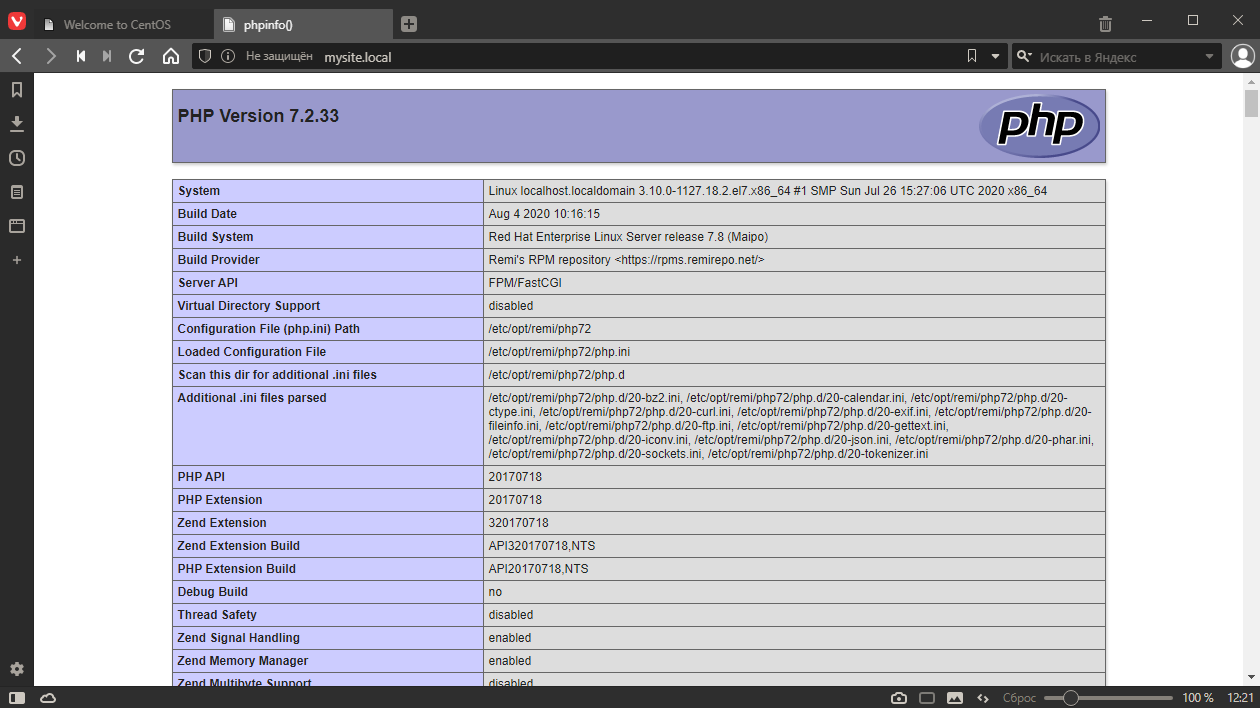 Welcome to CentOS
phpinfo()
Не защищён mysite.local
Искать в Яндекс
PHP Version 7.2.33
php
System Linux localhost.localdomain 3.10.0-1127.18.2.el7.x86_64 #1 SMP Sun Jul 26 15:27:06 UTC 2020 x86_64
Build Date Aug 4 2020 10:16:15
Build System Red Hat Enterprise Linux Server release 7.8 (Maipo)
Build Provider Remi's RPM repository <https://rpms.remirepo.net/>
Server API FPM/FastCGI
Virtual Directory Support disabled
Configuration File (php.ini) Path /etc/opt/remi/php72
Loaded Configuration File /etc/opt/remi/php72/php.ini
Scan this dir for additional .ini files /etc/opt/remi/php72/php.d
Additional .ini files parsed /etc/opt/remi/php72/php.d/20-bz2.ini, /etc/opt/remi/php72/php.d/20-calendar.ini, /etc/opt/remi/php72/php.d/20-
ctype.ini, /etc/opt/remi/php72/php.d/20-curl.ini, /etc/opt/remi/php72/php.d/20-exif.ini, /etc/opt/remi/php72/php.d/20-
fileinfo.ini, /etc/opt/remi/php72/php.d/20-ftp.ini, /etc/opt/remi/php72/php.d/20-gettext.ini,
/etc/opt/remi/php72/php.d/20-iconv.ini, /etc/opt/remi/php72/php.d/20-json.ini, /etc/opt/remi/php72/php.d/20-phar.ini,
/etc/opt/remi/php72/php.d/20-sockets.ini, /etc/opt/remi/php72/php.d/20-tokenizer.ini
PHP API 20170718
PHP Extension 20170718
Zend Extension 320170718
Zend Extension Build API320170718,NTS
PHP Extension Build API20170718,NTS
Debug Build no
Thread Safety disabled
Zend Signal Handling enabled
Zend Memory Manager enabled
Zend Multibyte Support disabled
Сброс 100 % 12:21